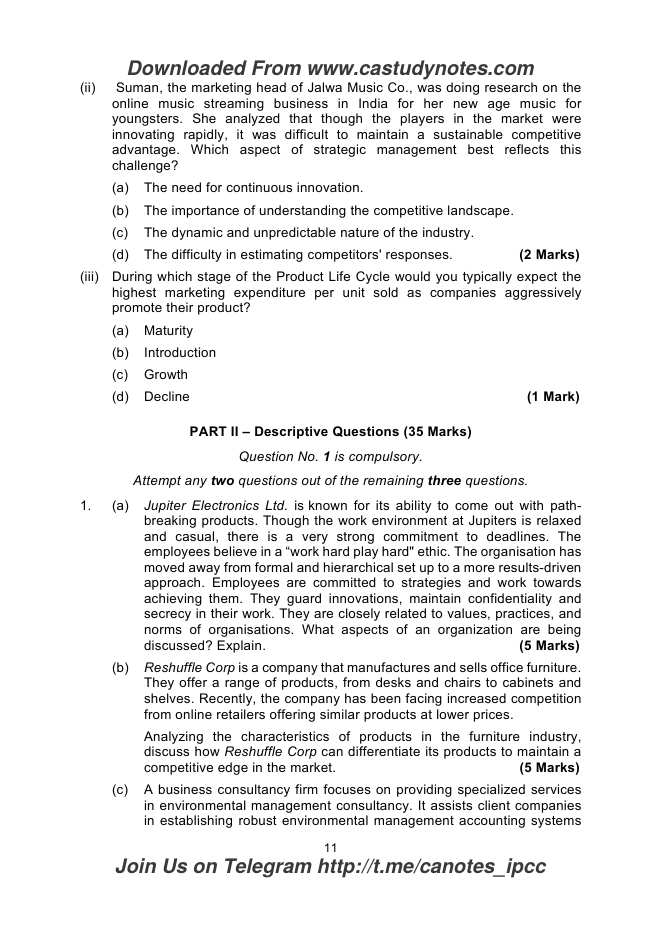 Downloaded From www.castudynotes.com
(ii) Suman, the marketing head of Jalwa Music Co., was doing research on the
online music streaming business in India for her new age music for
youngsters. She analyzed that though the players in the market were
innovating rapidly, it was difficult to maintain a sustainable competitive
advantage. Which aspect of strategic management best reflects this
challenge?
(a) The need for continuous innovation.
(b) The importance of understanding the competitive landscape.
(c) The dynamic and unpredictable nature of the industry.
(d) The difficulty in estimating competitors' responses. (2 Marks)
(iii) During which stage of the Product Life Cycle would you typically expect the
highest marketing expenditure per unit sold as companies aggressively
promote their product?
(a) Maturity
(b) Introduction
(c) Growth
(d) Decline (1 Mark)
PART II – Descriptive Questions (35 Marks)
Question No. 1 is compulsory.
Attempt any two questions out of the remaining three questions.
1. (a) Jupiter Electronics Ltd. is known for its ability to come out with path-
breaking products. Though the work environment at Jupiters is relaxed
and casual, there is a very strong commitment to deadlines. The
employees believe in a “work hard play hard" ethic. The organisation has
moved away from formal and hierarchical set up to a more results-driven
approach. Employees are committed to strategies and work towards
achieving them. They guard innovations, maintain confidentiality and
secrecy in their work. They are closely related to values, practices, and
norms of organisations. What aspects of an organization are being
discussed? Explain. (5 Marks)
(b) Reshuffle Corp is a company that manufactures and sells office furniture.
They offer a range of products, from desks and chairs to cabinets and
shelves. Recently, the company has been facing increased competition
from online retailers offering similar products at lower prices.
Analyzing the characteristics of products in the furniture industry,
discuss how Reshuffle Corp can differentiate its products to maintain a
competitive edge in the market. (5 Marks)
(c) A business consultancy firm focuses on providing specialized services
in environmental management consultancy. It assists client companies
in establishing robust environmental management accounting systems
11
Join Us on Telegram http://t.me/canotes_ipcc